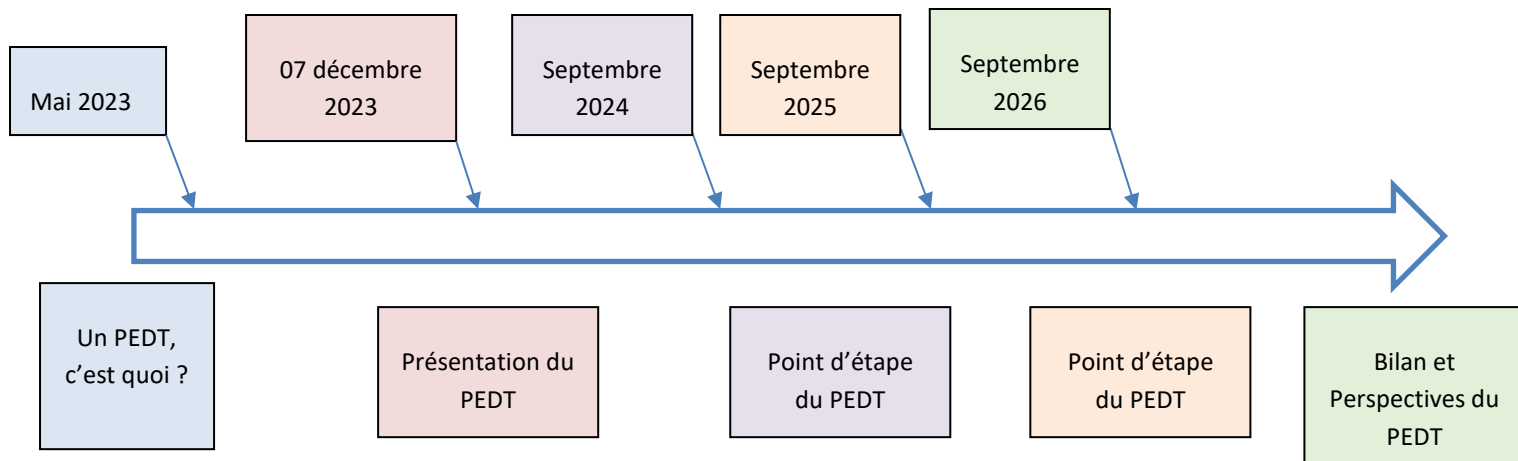 Mai 2023
07 décembre
2023
Septembre
2024
Septembre
2025
Septembre
2026
Un PEDT,
c’est quoi ?
Présentation du
PEDT
Point d’étape
du PEDT
Point d’étape
du PEDT
Bilan et
Perspectives du
PEDT